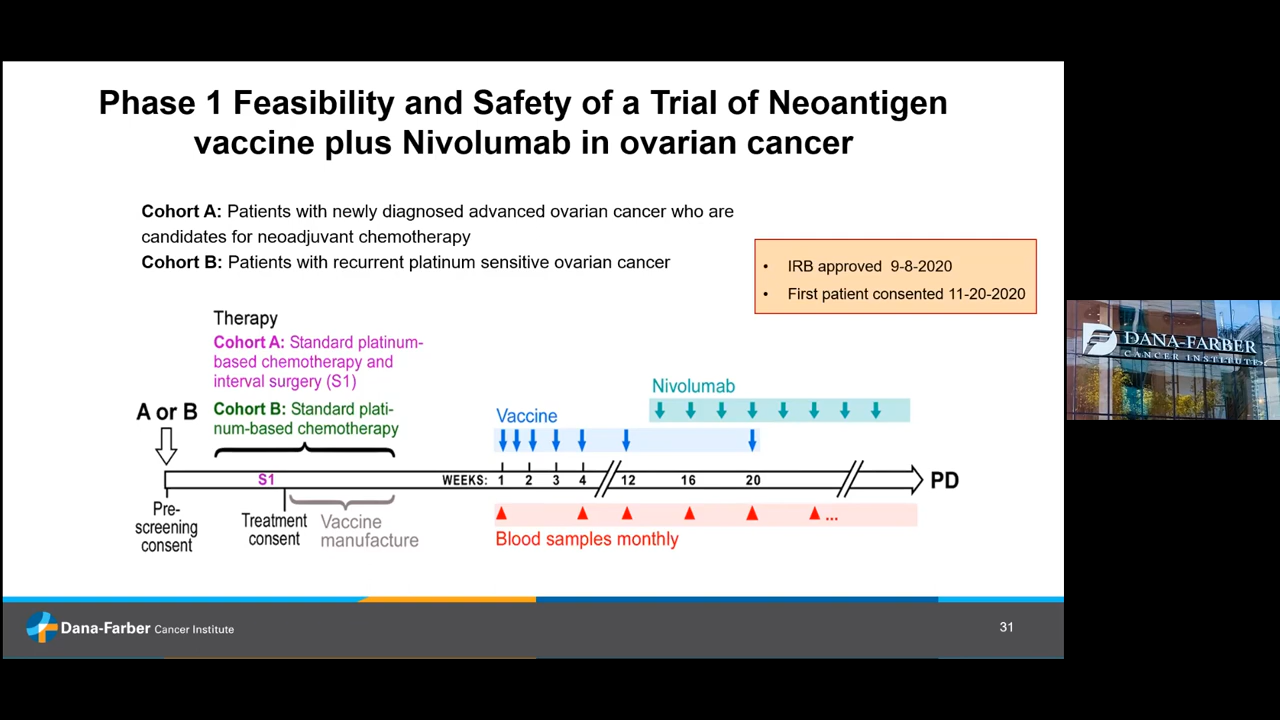 Phase 1 Feasibility and Safety of a Trial of Neoantigen
vaccine plus Nivolumab in ovarian cancer
Cohort A: Patients with newly diagnosed advanced ovarian cancer who are
candidates for neoadjuvant chemotherapy
Cohort B: Patients with recurrent platinum sensitive ovarian cancer
• IRB approved 9-8-2020
• First patient consented 11-20-2020
Therapy
Cohort A: Standard platinum-
based chemotherapy and
interval surgery (S1)
Cohort B: Standard plati-
num-based chemotherapy
A or B
Nivolumab
Vaccine
S1
WEEKS: 1 2 3 4 12 16 20
PD
Pre-
screening
consent
Treatment
consent
Vaccine
manufacture
...
Blood samples monthly
Dana-Farber Cancer Institute
31
DANA-FARBER
CANCER INSTITUTE